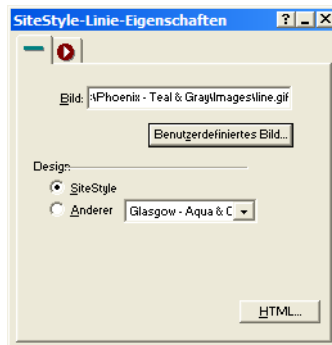 SiteStyle-Linie-Eigenschaften
Bild: :\Phoenix - Teal & Gray\Images\line.gif
Benutzerdefiniertes Bild...
Design
SiteStyle
Anderer Glasgow - Aqua & C
HTML...